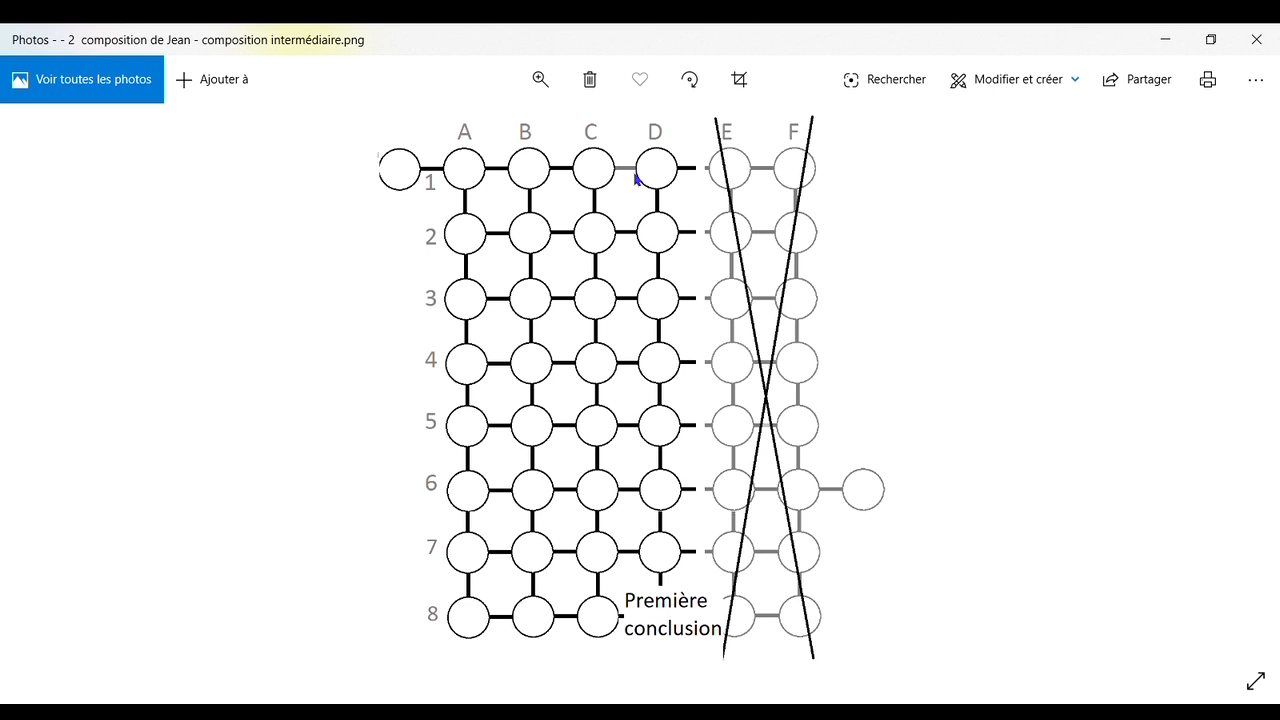 Photos - - 2 composition de Jean - composition intermédiaire.png
Voir toutes les photos
Ajouter à
Rechercher
Modifier et créer
Partager
A B C D E F
1
2
3
4
5
6
7
8
Première
conclusion